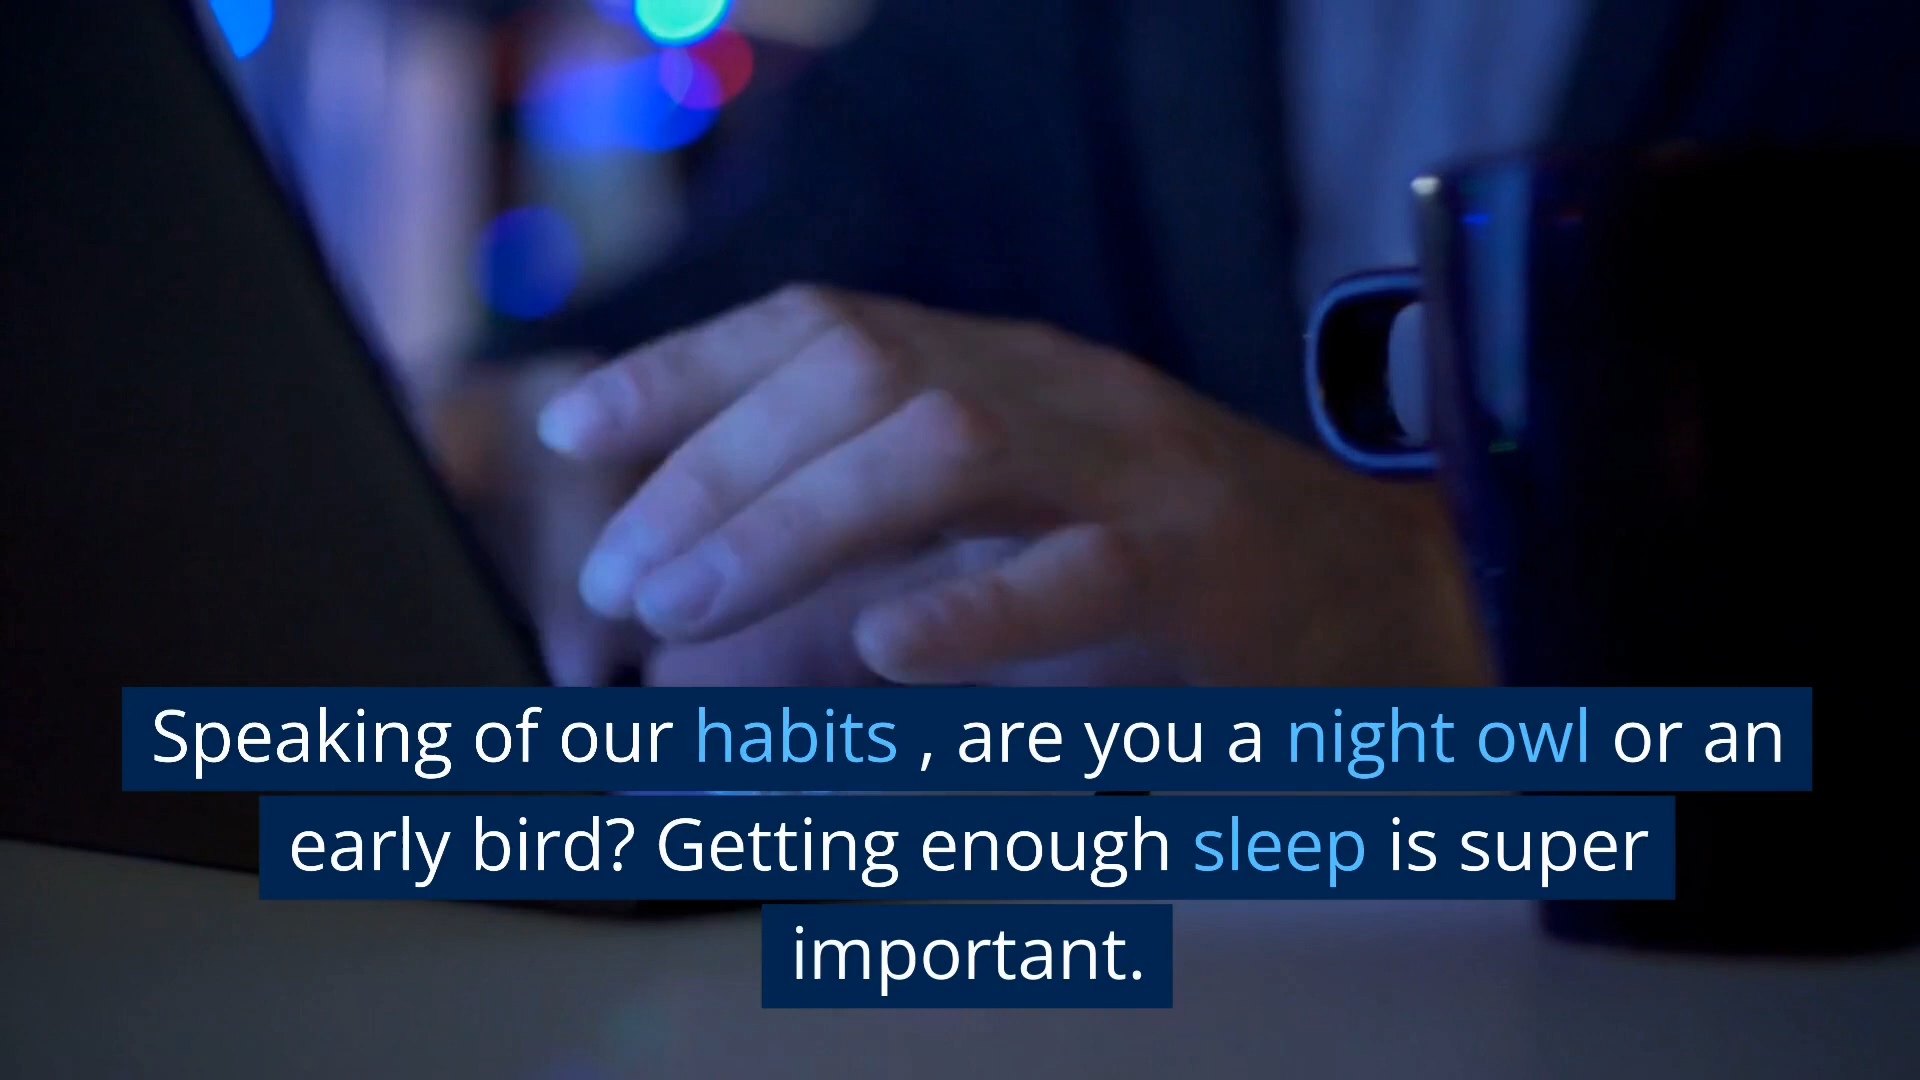 Speaking of our habits , are you a night owl or an
early bird? Getting enough sleep is super
important.